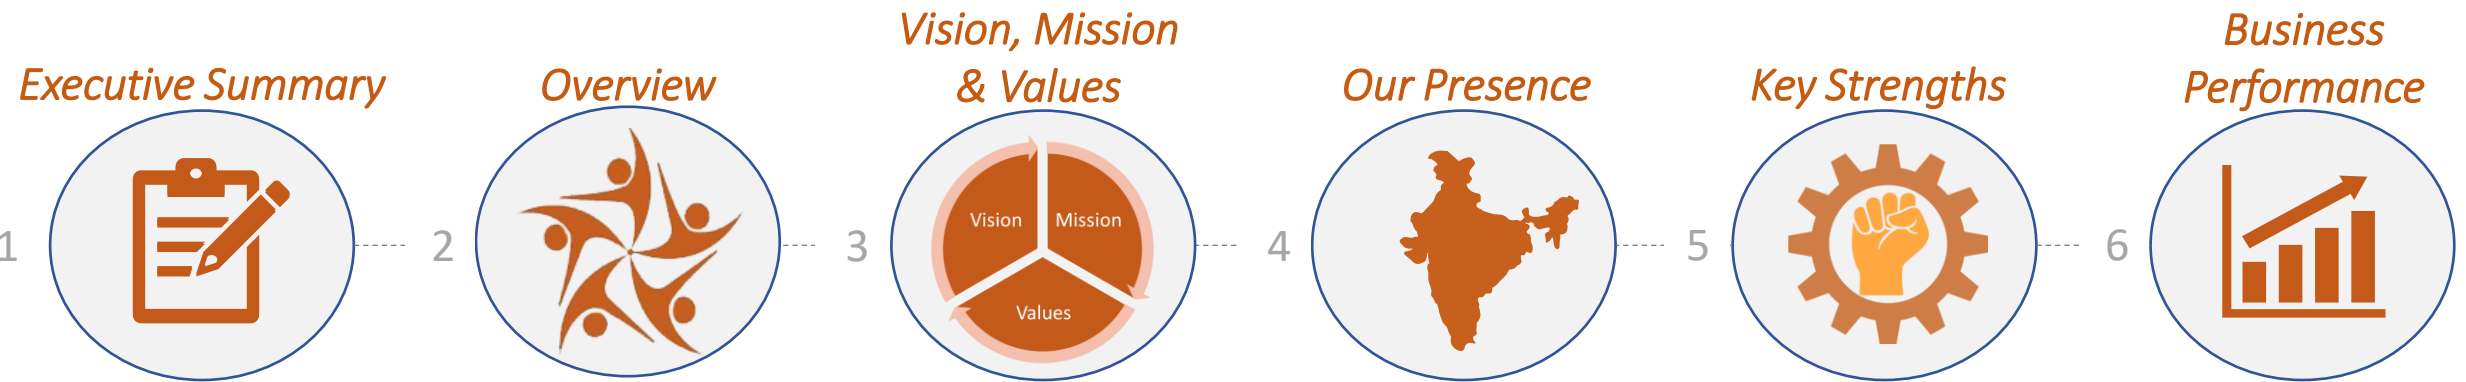 1
Executive Summary
2
Overview
3
Vision, Mission
& Values
Vision
Mission
Values
4
Our Presence
5
Key Strengths
6
Business
Performance